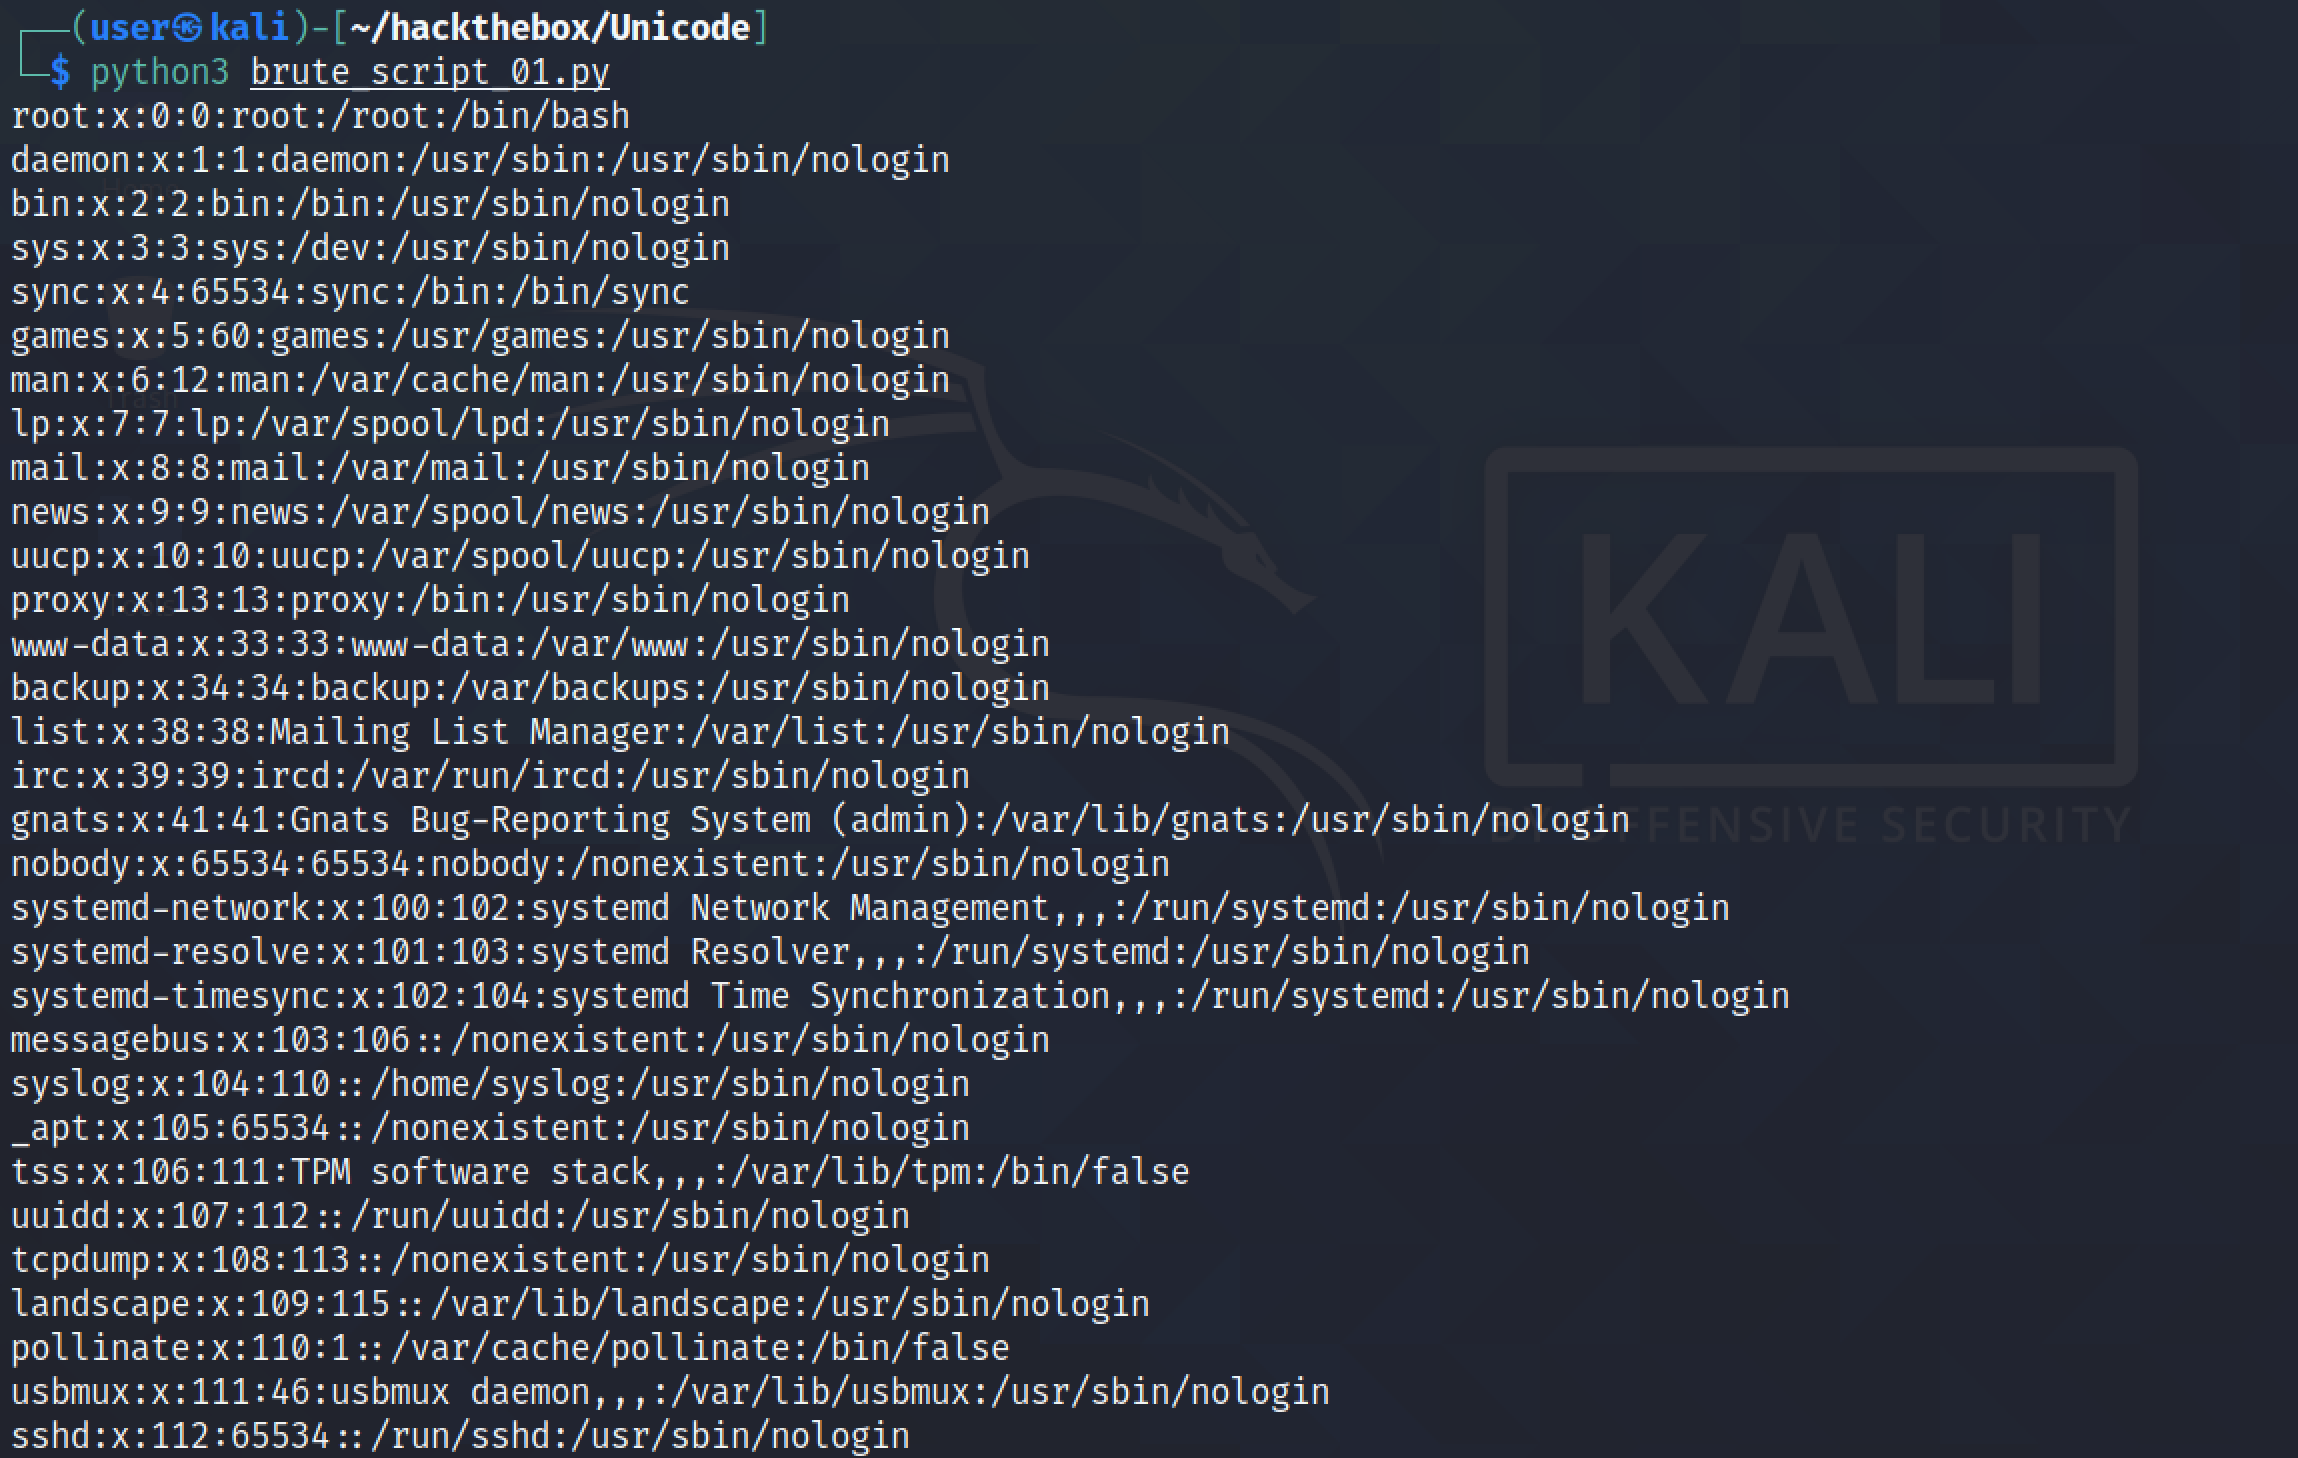 (user㉿kali)-[~/hackthebox/Unicode]
$ python3 brute_script_01.py
root:x:0:0:root:/root:/bin/bash
daemon:x:1:1:daemon:/usr/sbin:/usr/sbin/nologin
bin:x:2:2:bin:/bin:/usr/sbin/nologin
sys:x:3:3:sys:/dev:/usr/sbin/nologin
sync:x:4:65534:sync:/bin:/bin/sync
games:x:5:60:games:/usr/games:/usr/sbin/nologin
man:x:6:12:man:/var/cache/man:/usr/sbin/nologin
lp:x:7:7:lp:/var/spool/lpd:/usr/sbin/nologin
mail:x:8:8:mail:/var/mail:/usr/sbin/nologin
news:x:9:9:news:/var/spool/news:/usr/sbin/nologin
uucp:x:10:10:uucp:/var/spool/uucp:/usr/sbin/nologin
proxy:x:13:13:proxy:/bin:/usr/sbin/nologin
www-data:x:33:33:www-data:/var/www:/usr/sbin/nologin
backup:x:34:34:backup:/var/backups:/usr/sbin/nologin
list:x:38:38:Mailing List Manager:/var/list:/usr/sbin/nologin
irc:x:39:39:ircd:/var/run/ircd:/usr/sbin/nologin
gnats:x:41:41:Gnats Bug-Reporting System (admin):/var/lib/gnats:/usr/sbin/nologin
nobody:x:65534:65534:nobody:/nonexistent:/usr/sbin/nologin
systemd-network:x:100:102:systemd Network Management,,,:/run/systemd:/usr/sbin/nologin
systemd-resolve:x:101:103:systemd Resolver,,,:/run/systemd:/usr/sbin/nologin
systemd-timesync:x:102:104:systemd Time Synchronization,,,:/run/systemd:/usr/sbin/nologin
messagebus:x:103:106::/nonexistent:/usr/sbin/nologin
syslog:x:104:110::/home/syslog:/usr/sbin/nologin
_apt:x:105:65534::/nonexistent:/usr/sbin/nologin
tss:x:106:111:TPM software stack,,,:/var/lib/tpm:/bin/false
uuidd:x:107:112::/run/uuidd:/usr/sbin/nologin
tcpdump:x:108:113::/nonexistent:/usr/sbin/nologin
landscape:x:109:115::/var/lib/landscape:/usr/sbin/nologin
pollinate:x:110:1::/var/cache/pollinate:/bin/false
usbmux:x:111:46:usbmux daemon,,,:/var/lib/usbmux:/usr/sbin/nologin
sshd:x:112:65534::/run/sshd:/usr/sbin/nologin
Home
Trash
KALI
BY OFFENSIVE SECURITY